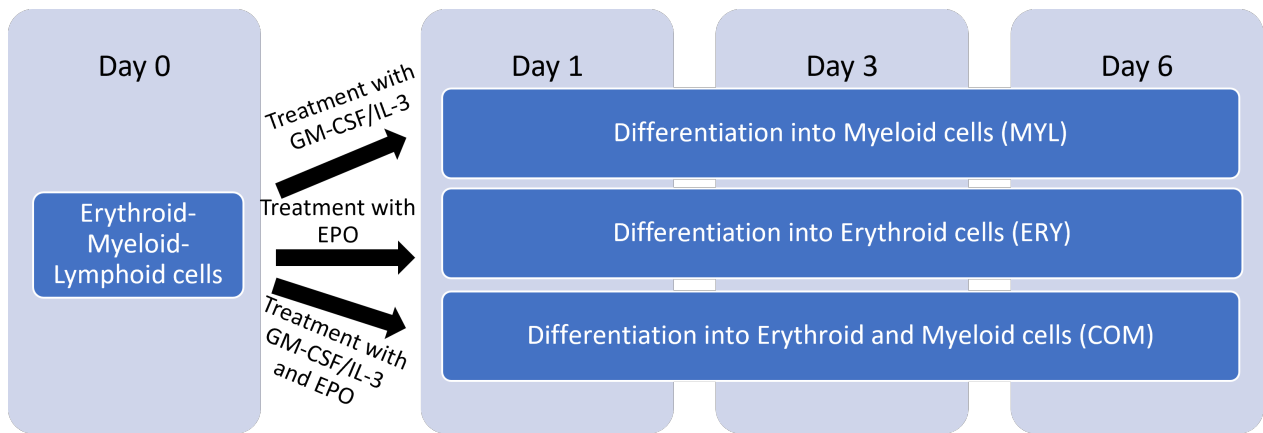 Day 0
Day 1
Day 3
Day 6
Treatment with
GM-CSF/IL-3
Differentiation into Myeloid cells (MYL)
Erythroid-
Myeloid-
Lymphoid cells
Treatment with
EPO
Differentiation into Erythroid cells (ERY)
Treatment with
GM-CSF/IL-3
and EPO
Differentiation into Erythroid and Myeloid cells (COM)